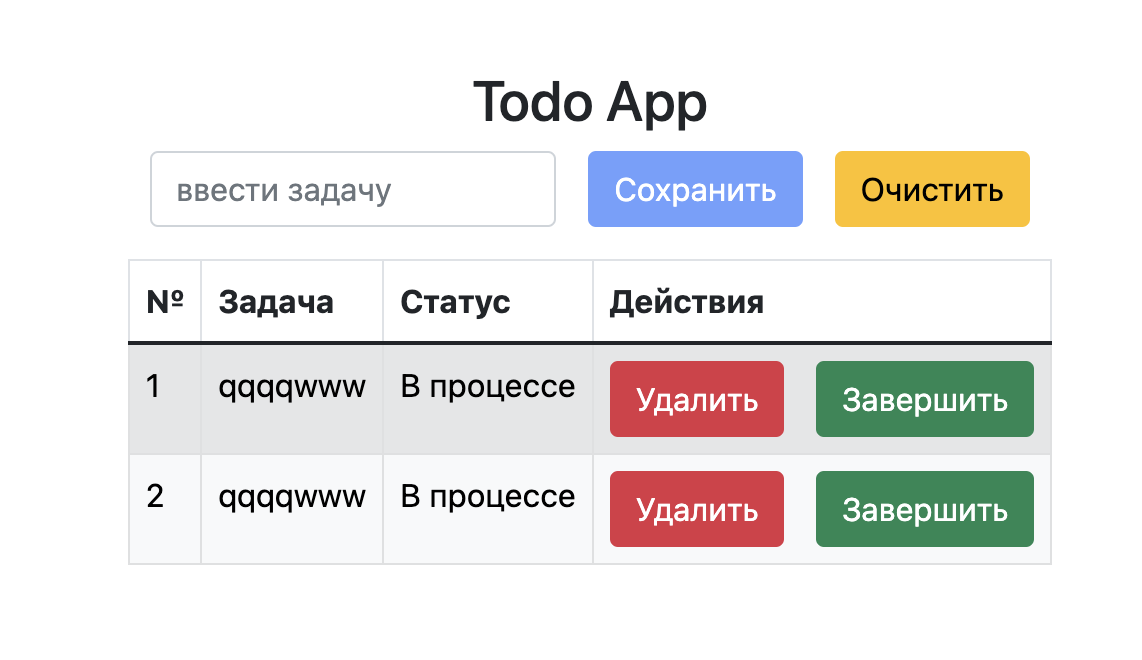 Todo App
ввести задачу Сохранить Очистить
№ Задача Статус Действия
1 qqqqwww В процессе Удалить Завершить
2 qqqqwww В процессе Удалить Завершить